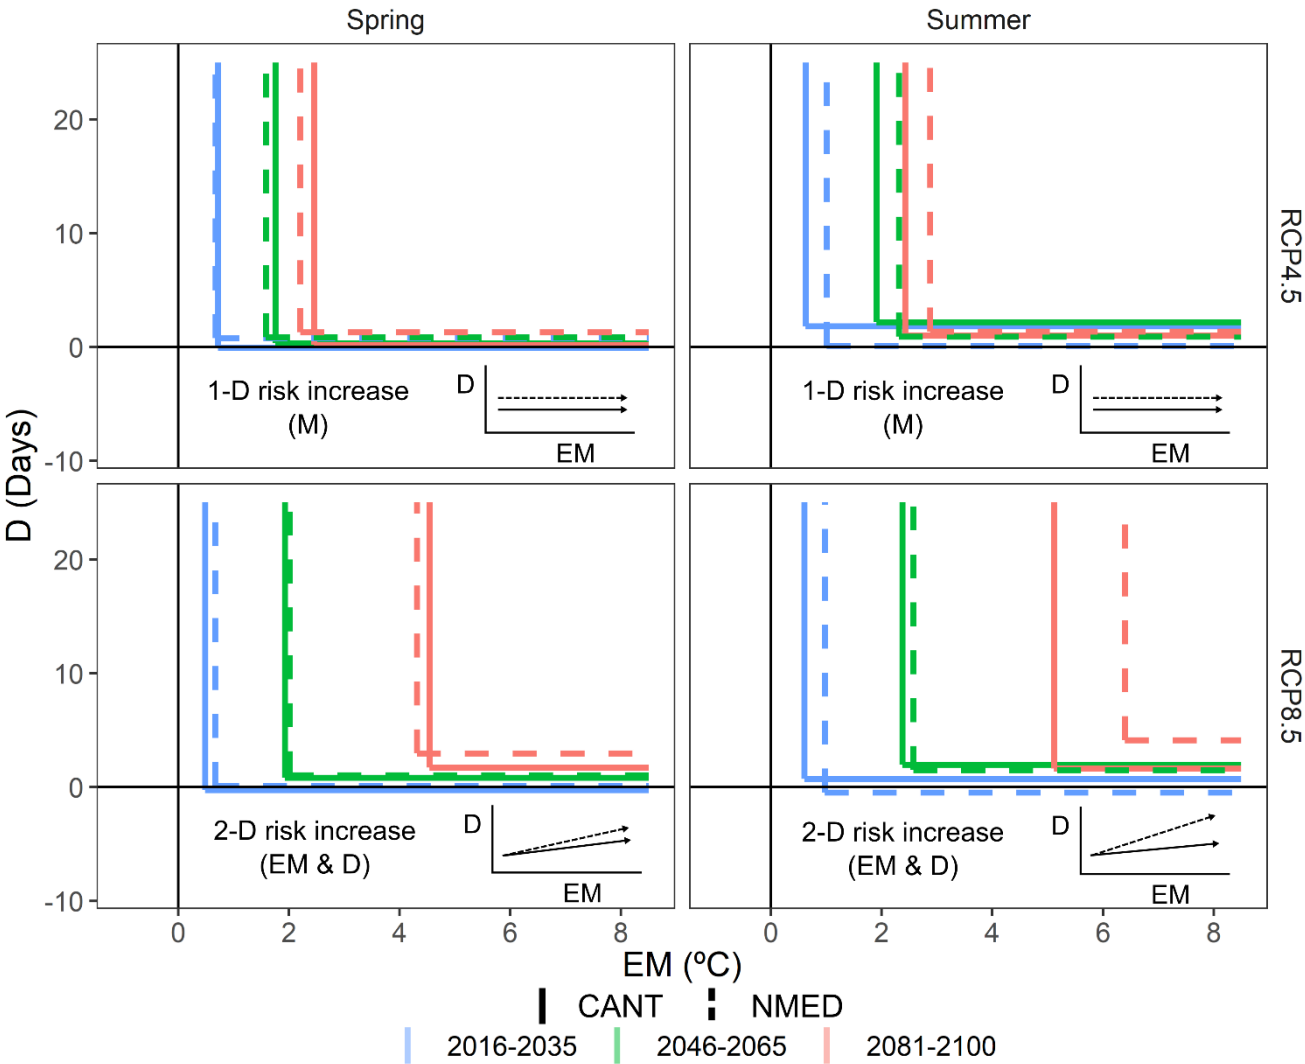 Spring
Summer
20
10
0
-10
1-D risk increase
(M)
D
EM
1-D risk increase
(M)
D
EM
RCP4.5
D (Days)
20
10
0
-10
2-D risk increase
(EM & D)
D
EM
2-D risk increase
(EM & D)
D
EM
RCP8.5
0 2 4 6 8
0 2 4 6 8
EM (ºC)
CANT NMED
2016-2035 2046-2065 2081-2100